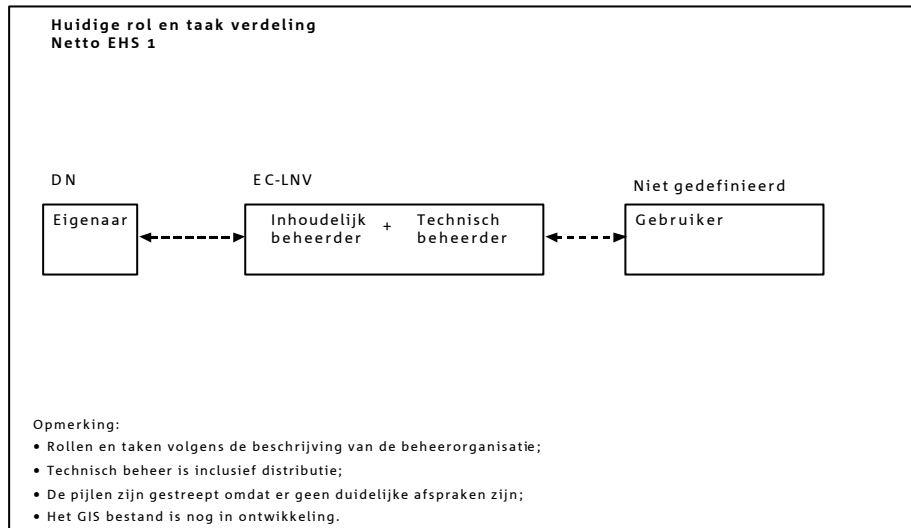 Huidige rol en taak verdeling
Netto EHS 1
DN
EC-LNV
Niet gedefinieerd
Eigenaar
Inhoudelijk beheerder + Technisch beheerder
Gebruiker
Opmerking:
• Rollen en taken volgens de beschrijving van de beheerorganisatie;
• Technisch beheer is inclusief distributie;
• De pijlen zijn gestreept omdat er geen duidelijke afspraken zijn;
• Het GIS bestand is nog in ontwikkeling.